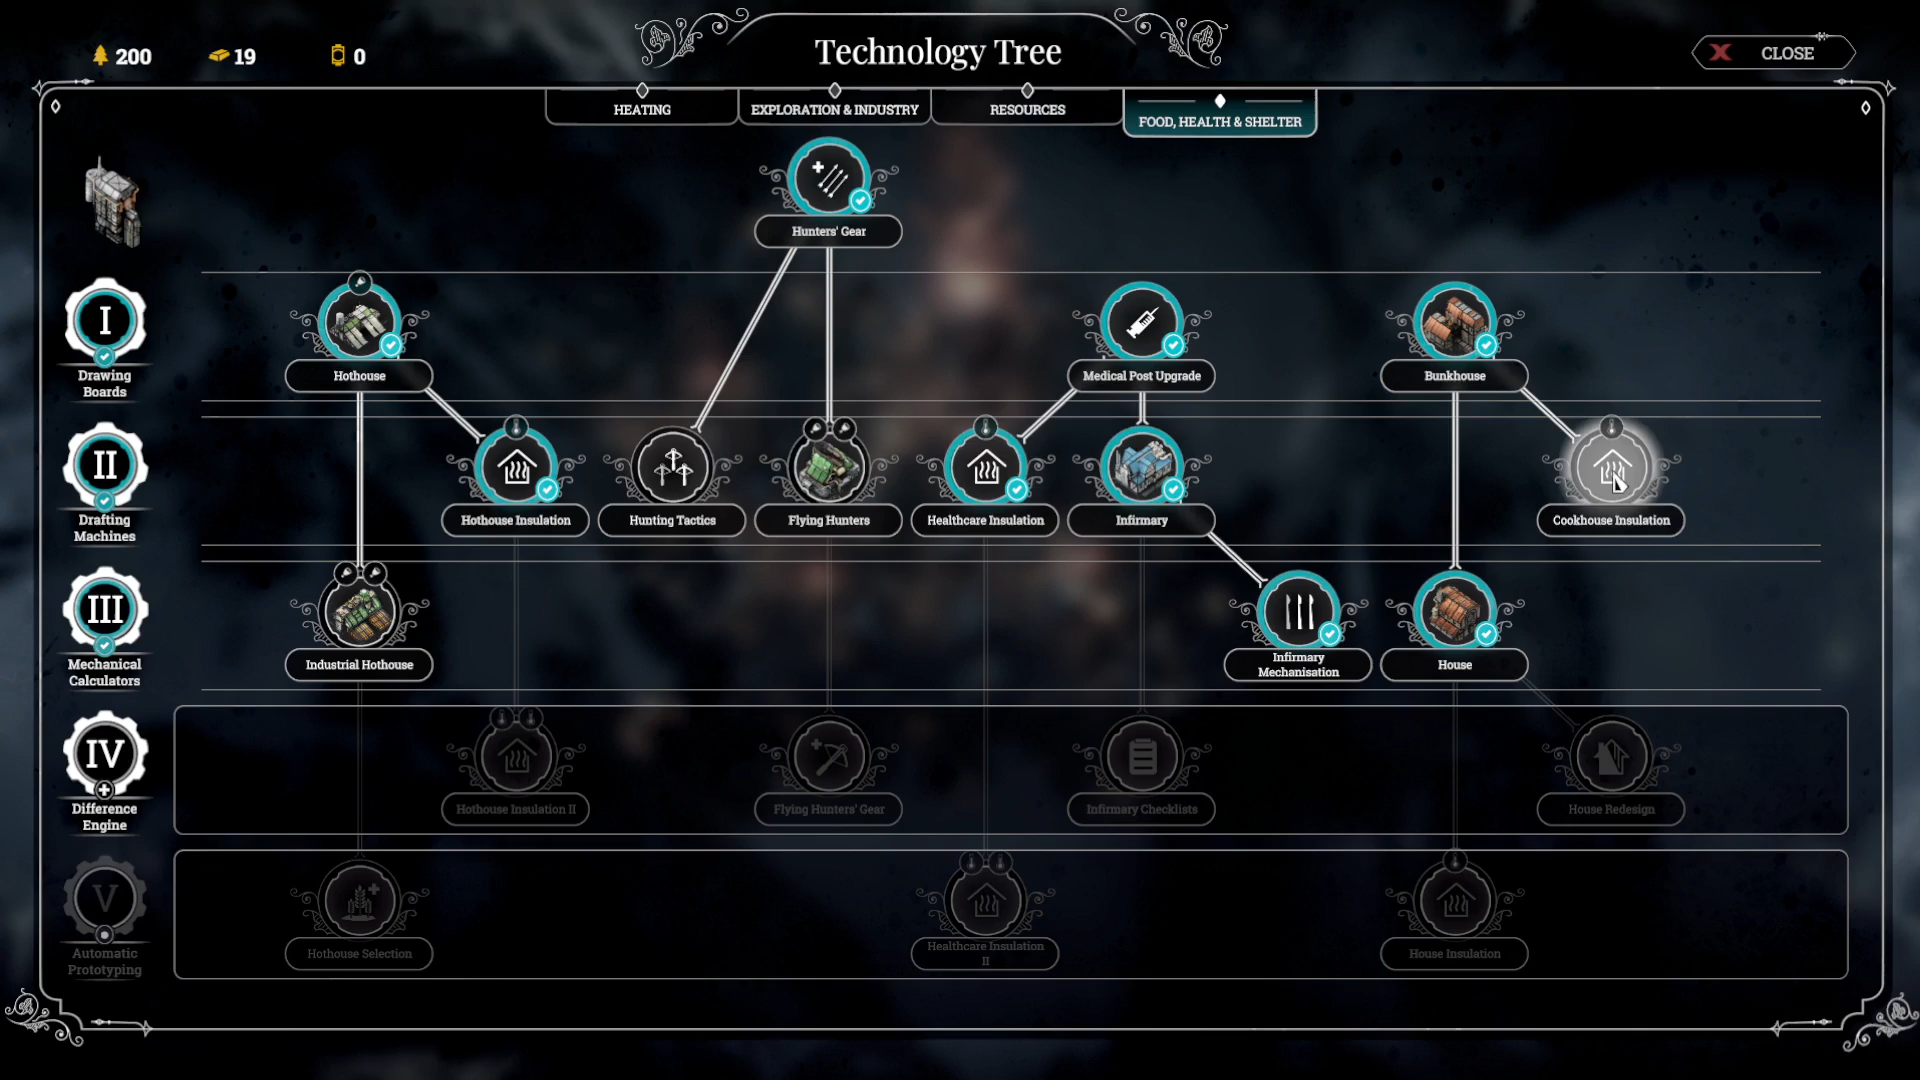 Technology Tree
200
19
0
CLOSE
HEATING
EXPLORATION & INDUSTRY
RESOURCES
FOOD, HEALTH & SHELTER
Hunters' Gear
I
Drawing
Boards
Hothouse
Medical Post Upgrade
Bunkhouse
II
Drafting
Machines
Hothouse Insulation
Hunting Tactics
Flying Hunters
Healthcare Insulation
Infirmary
Cookhouse Insulation
III
Mechanical
Calculators
Industrial Hothouse
Infirmary
Mechanisation
House
IV
Difference
Engine
Hothouse Insulation II
Flying Hunters' Gear
Infirmary Checklists
House Redesign
V
Automatic
Prototyping
Hothouse Selection
Healthcare Insulation
II
House Insulation